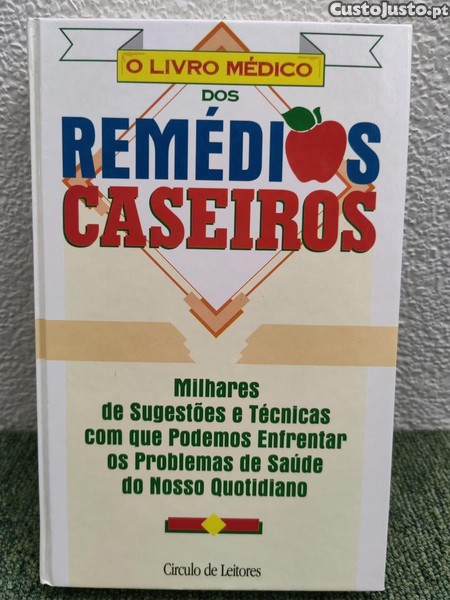 CustoJusto.pt
O LIVRO MÉDICO
DOS
REMÉDIOS
CASEIROS
Milhares
de Sugestões e Técnicas
com que Podemos Enfrentar
os Problemas de Saúde
do Nosso Quotidiano
Circulo de Leitores